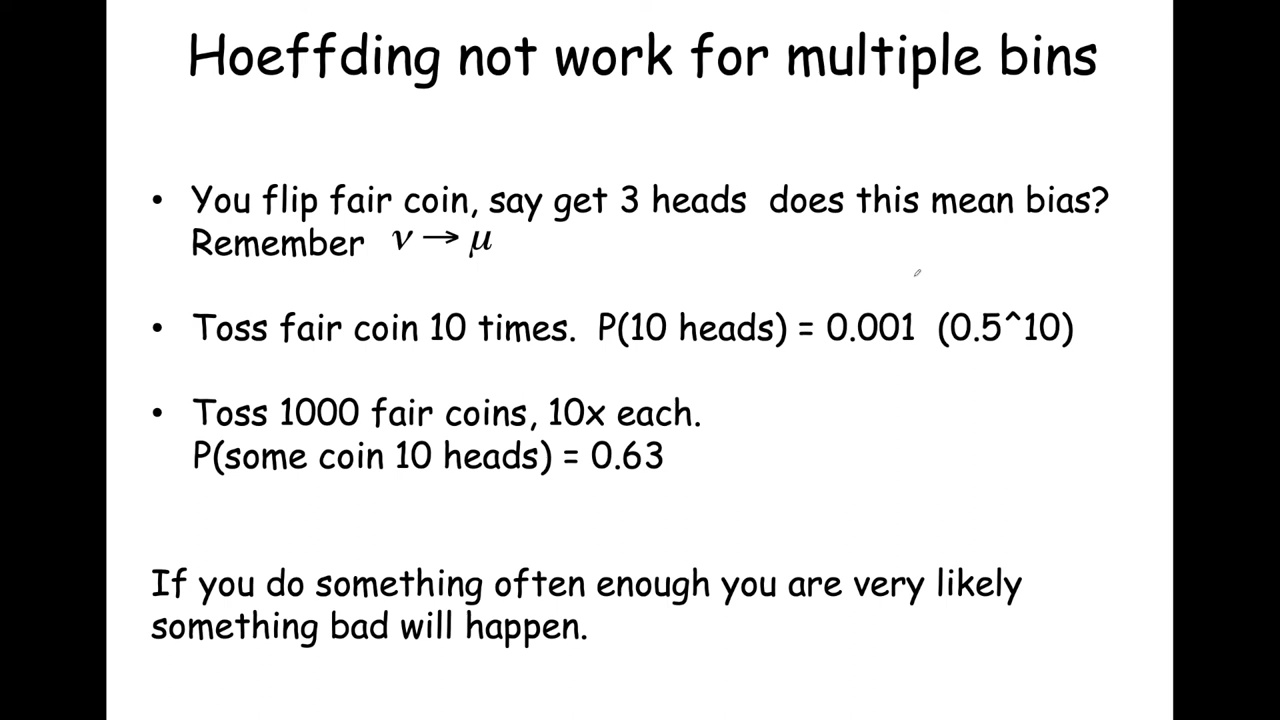 Hoeffding not work for multiple bins
• You flip fair coin, say get 3 heads does this mean bias?
Remember ν → μ
• Toss fair coin 10 times. P(10 heads) = 0.001 (0.5^10)
• Toss 1000 fair coins, 10x each.
P(some coin 10 heads) = 0.63
If you do something often enough you are very likely
something bad will happen.